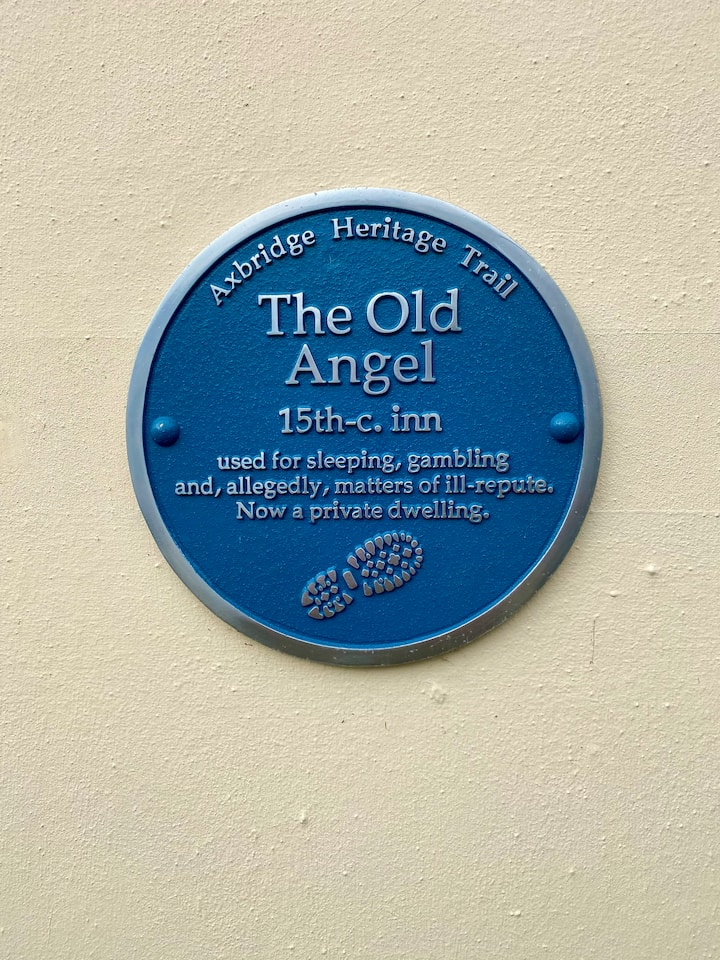 Axbridge Heritage Trail
The Old
Angel
15th-c. inn
used for sleeping, gambling
and, allegedly, matters of ill-repute.
Now a private dwelling.